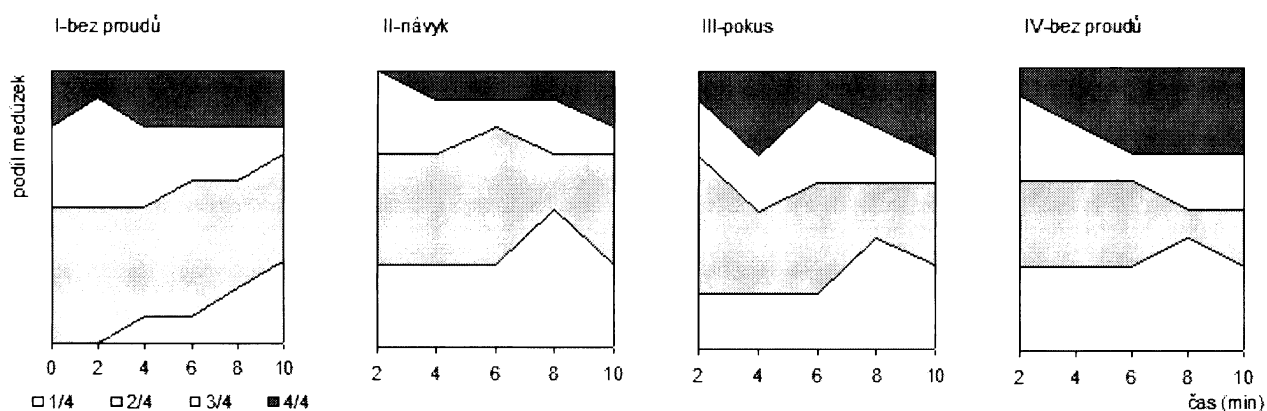 I-bez proudů
II-návyk
III-pokus
IV-bez proudů
podíl medúzek
0 2 4 6 8 10
2 4 6 8 10
2 4 6 8 10
2 4 6 8 10
1/4 2/4 3/4 4/4
čas (min)